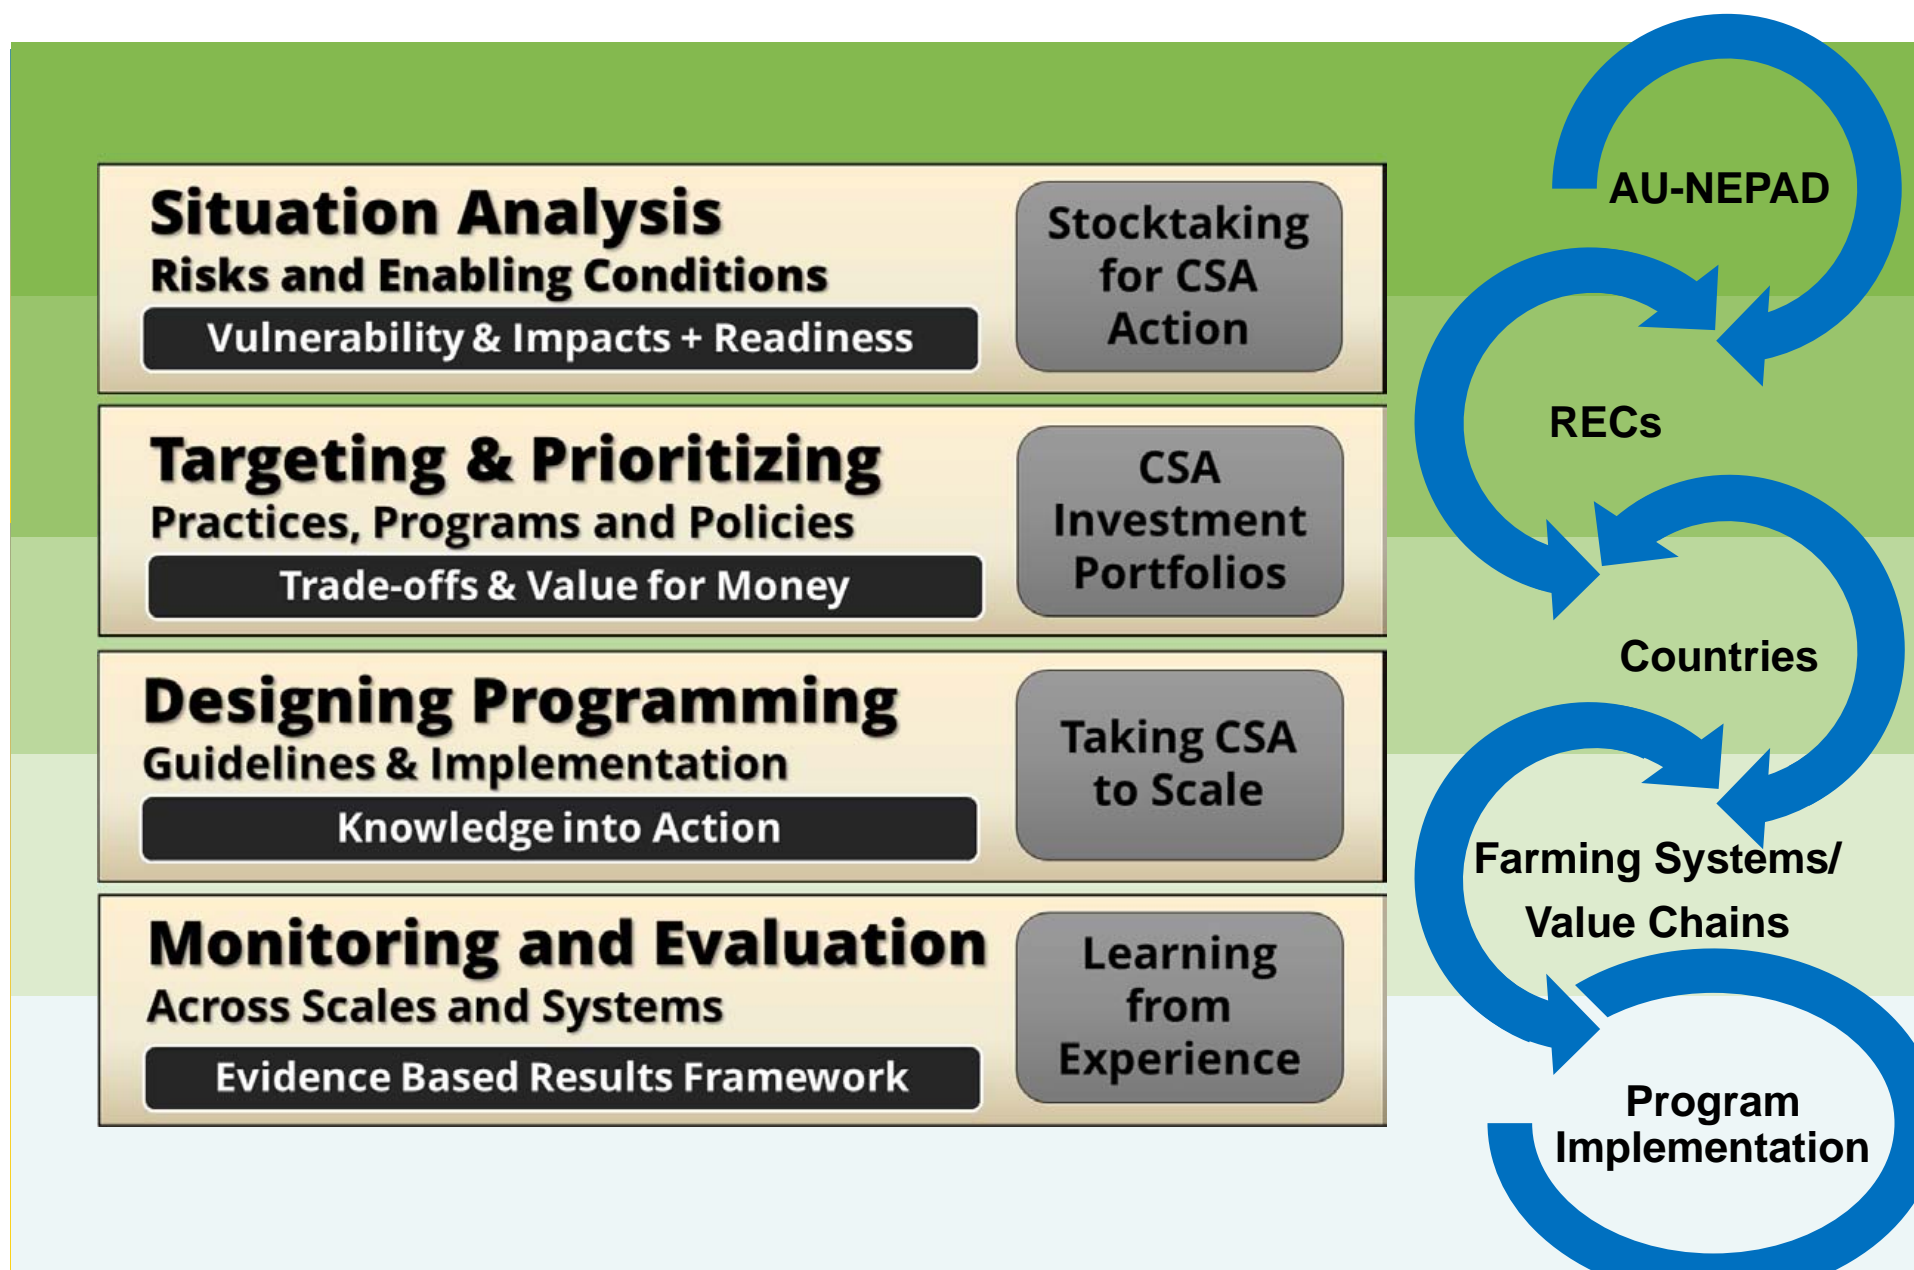 Situation Analysis
Risks and Enabling Conditions
Vulnerability & Impacts + Readiness
Stocktaking
for CSA
Action
Targeting & Prioritizing
Practices, Programs and Policies
Trade-offs & Value for Money
CSA
Investment
Portfolios
Designing Programming
Guidelines & Implementation
Knowledge into Action
Taking CSA
to Scale
Monitoring and Evaluation
Across Scales and Systems
Evidence Based Results Framework
Learning
from
Experience
AU-NEPAD
RECs
Countries
Farming Systems/
Value Chains
Program
Implementation